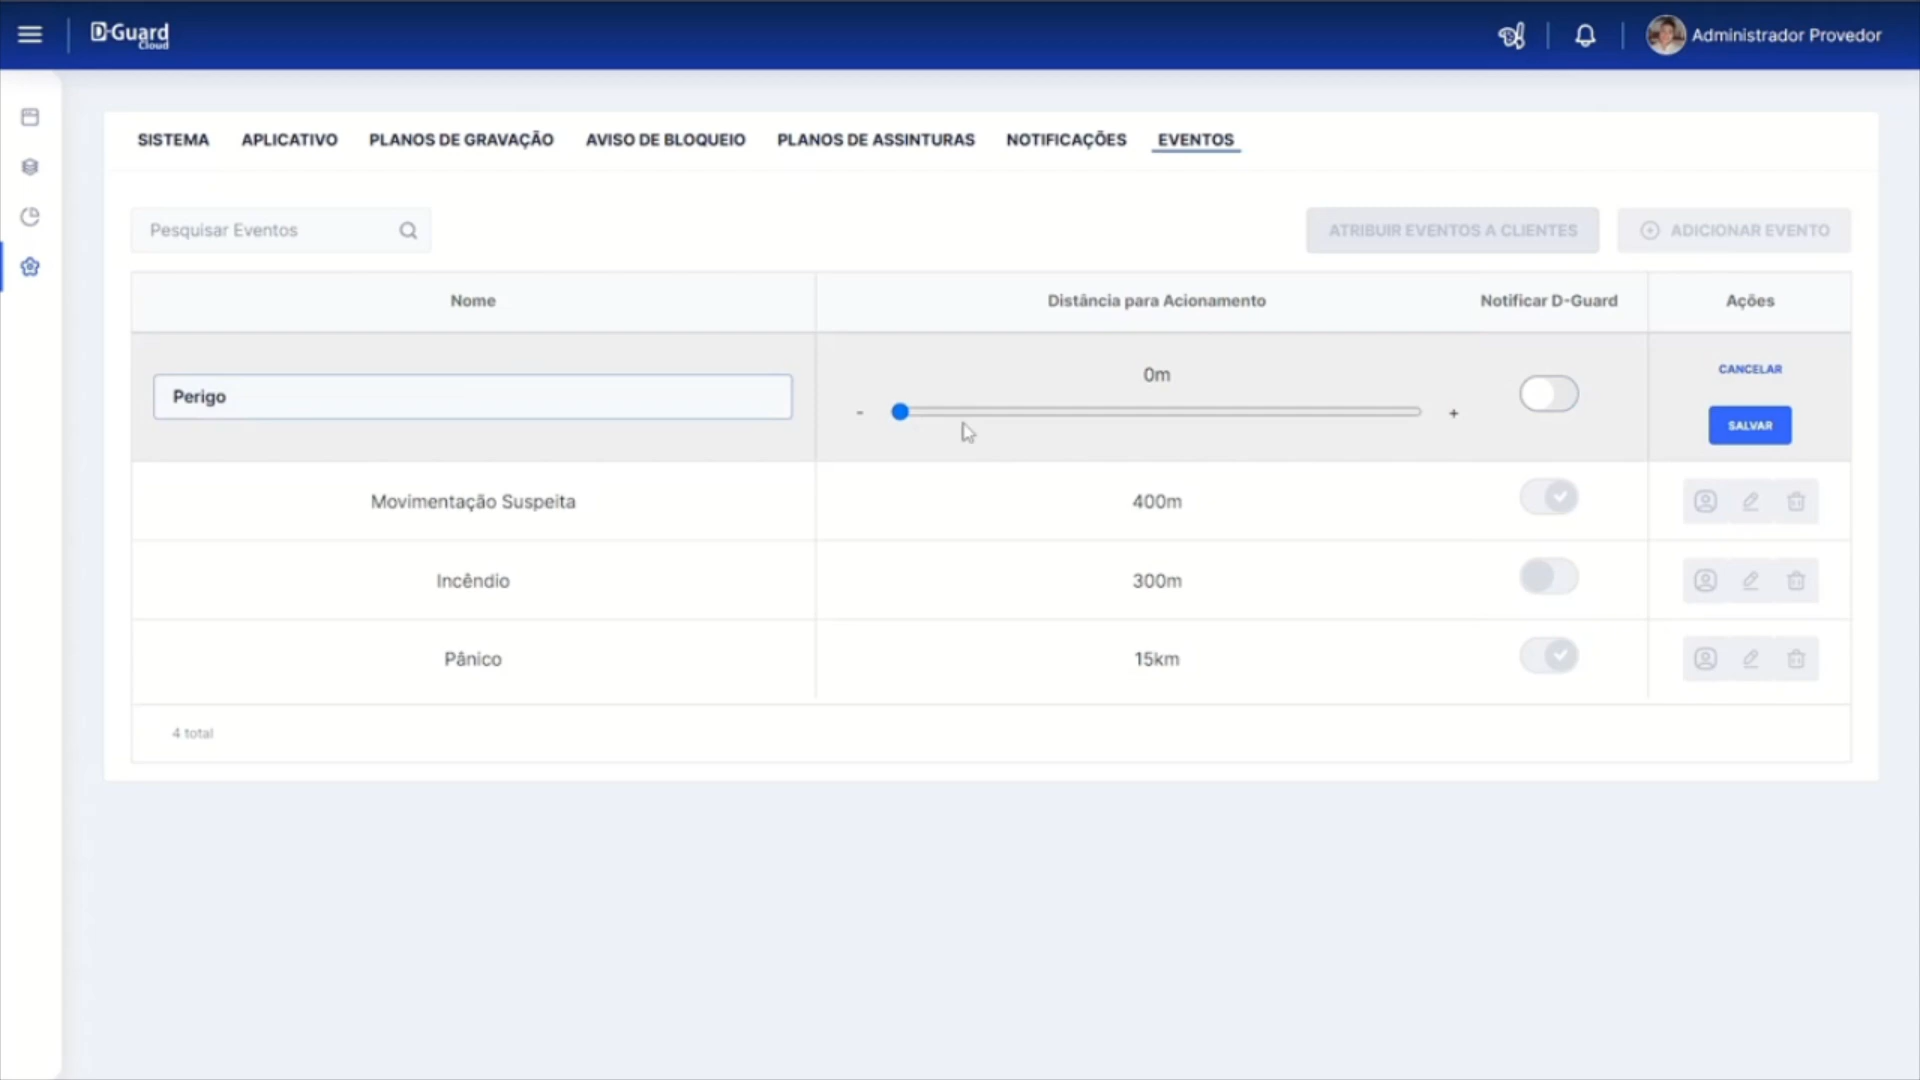 D-Guard
Cloud
Administrador Provedor
SISTEMA APLICATIVO PLANOS DE GRAVAÇÃO AVISO DE BLOQUEIO PLANOS DE ASSINTURAS NOTIFICAÇÕES EVENTOS
Pesquisar Eventos ATRIBUIR EVENTOS A CLIENTES ADICIONAR EVENTO
Nome Distância para Acionamento Notificar D-Guard Ações
0m CANCELAR
Perigo - + SALVAR
Movimentação Suspeita 400m
Incêndio 300m
Pânico 15km
4 total